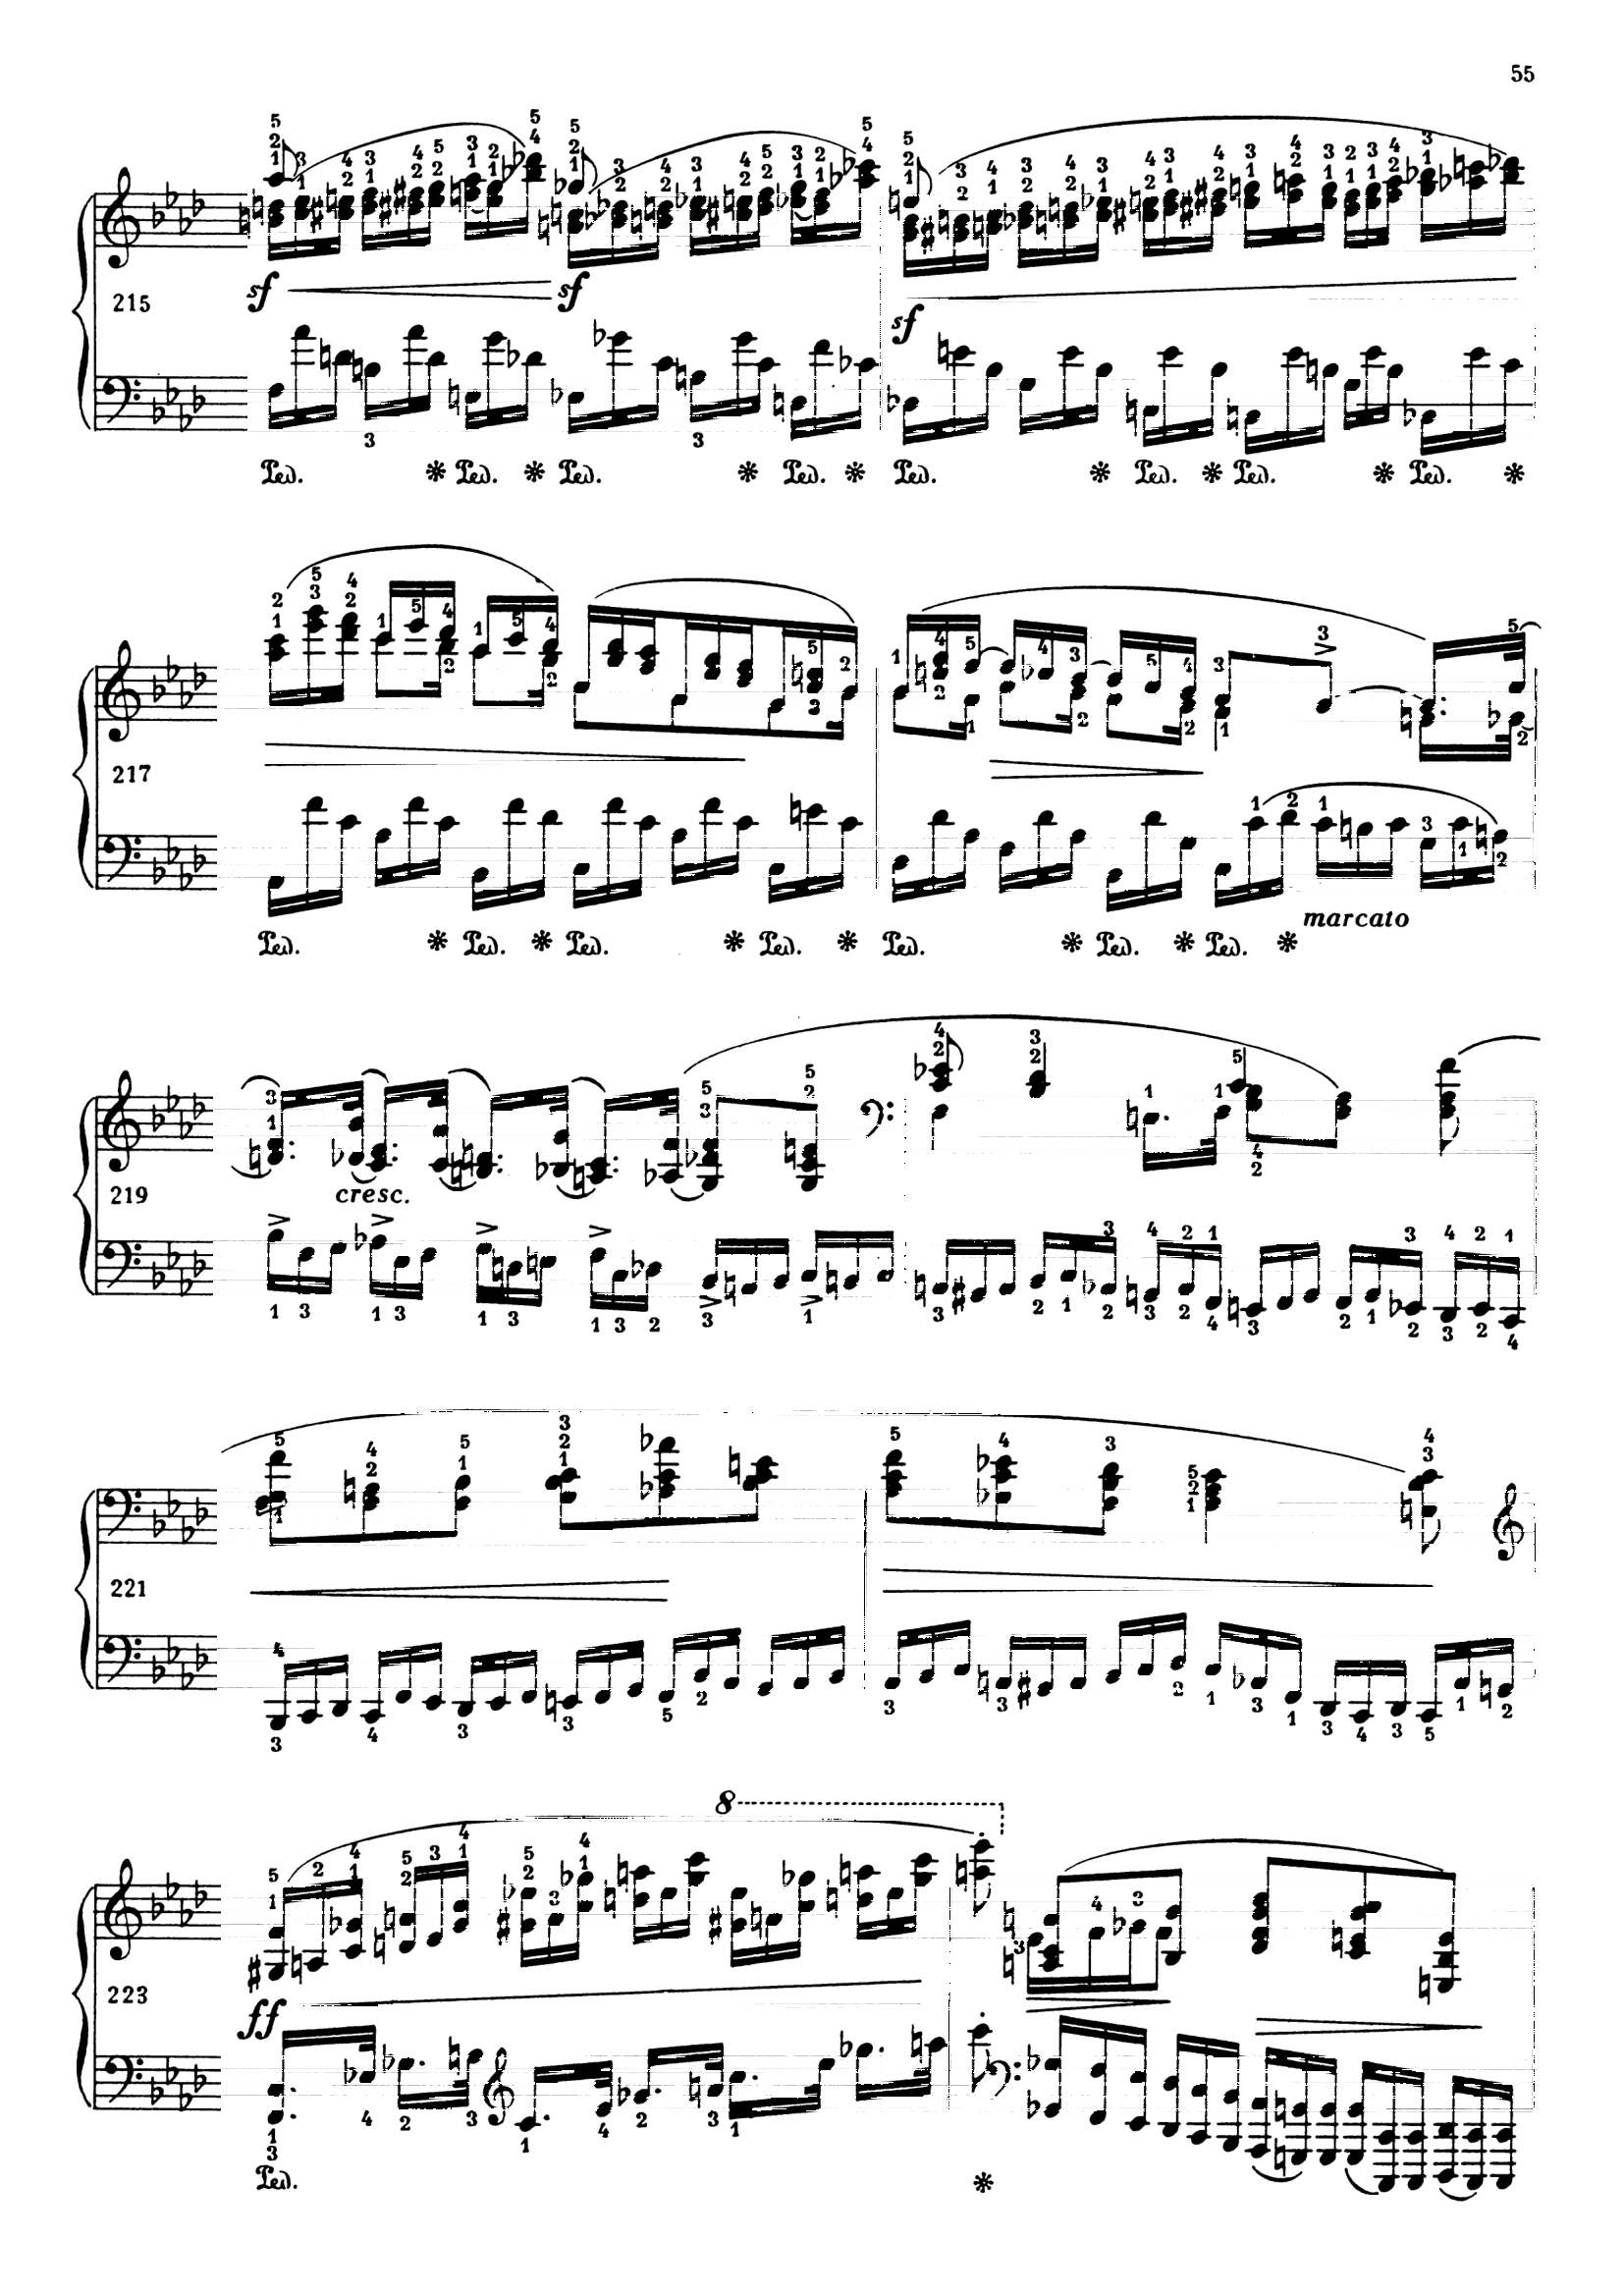 55
sf sf sf
215
Ped. * Ped. * Ped. * Ped. * Ped. * Ped. * Ped. * Ped. *
217
marcato
Ped. * Ped. * Ped. * Ped. * Ped. * Ped. * Ped. *
cresc.
219
221
8
223
ff
Ped. *